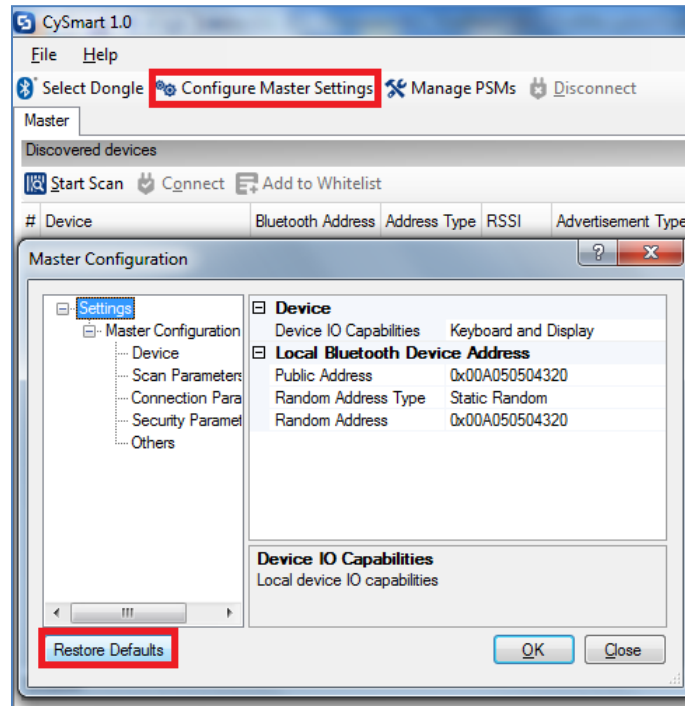 CySmart 1.0
File Help
Select Dongle Configure Master Settings Manage PSMs Disconnect
Master
Discovered devices
Start Scan Connect Add to Whitelist
# Device Bluetooth Address Address Type RSSI Advertisement Type
Master Configuration
Settings
Master Configuration
Device
Scan Parameters
Connection Para
Security Paramet
Others
Device
Device IO Capabilities Keyboard and Display
Local Bluetooth Device Address
Public Address 0x00A050504320
Random Address Type Static Random
Random Address 0x00A050504320
Device IO Capabilities
Local device IO capabilities
Restore Defaults OK Close